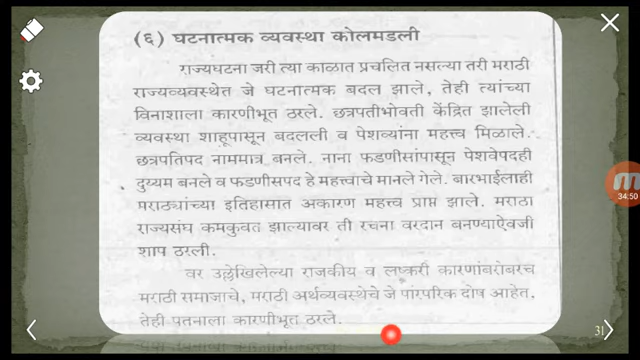 (६) घटनात्मक व्यवस्था कोलमडली
राज्यघटना जरी त्या काळात प्रचलित नसल्या तरी मराठी
राज्यव्यवस्थेत जे घटनात्मक बदल झाले, तेही त्यांच्या
विनाशाला कारणीभूत ठरले. छत्रपतीभोवती केंद्रित झालेली
व्यवस्था शाहूपासून बदलली व पेशव्यांना महत्त्व मिळाले.
छत्रपतिपद नाममात्र बनले. नाना फडणीसांपासून पेशवेपदही
दुय्यम बनले व फडणीसपद हे महत्त्वाचे मानले गेले. बारभाईलाही
मराठ्यांच्या इतिहासात अकारण महत्त्व प्राप्त झाले. मराठा
राज्यसंघ कमकुवत झाल्यावर ती रचना वरदान बनण्याऐवजी
शाप ठरली.
वर उल्लेखिलेल्या राजकीय व लष्करी कारणांबरोबरच
मराठी समाजाचे, मराठी अर्थव्यवस्थेचे जे पारंपरिक दोष आहेत,
तेही पतनाला कारणीभूत ठरले.
34:50
31